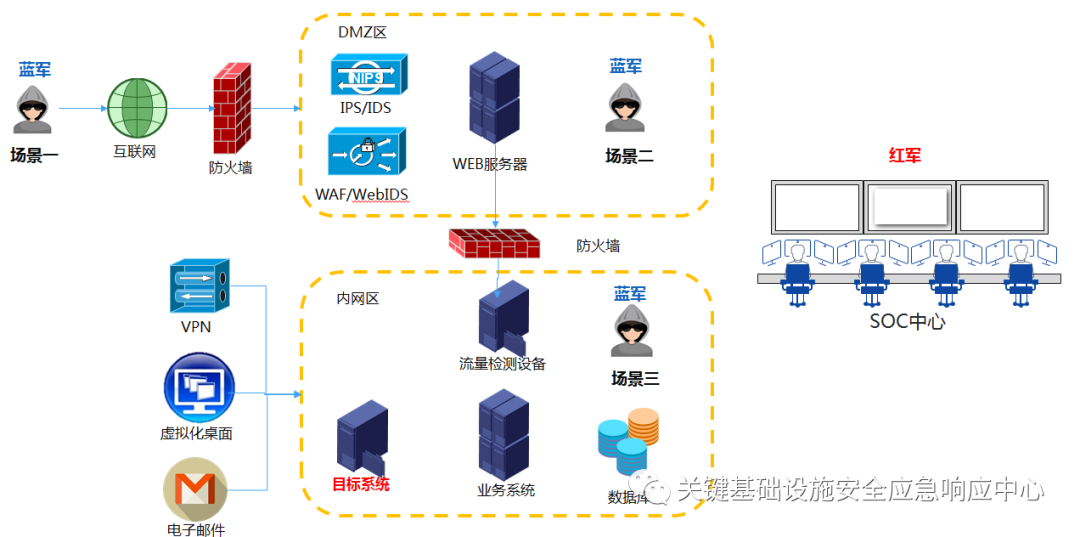 DMZ区
蓝军
NIPS
IPS/IDS
蓝军
场景一
互联网
防火墙
WAF/WebIDS
WEB服务器
场景二
红军
防火墙
内网区
蓝军
VPN
流量检测设备
场景三
SOC中心
虚拟化桌面
目标系统
业务系统
数据库
关键基础设施安全应急响应中心
电子邮件